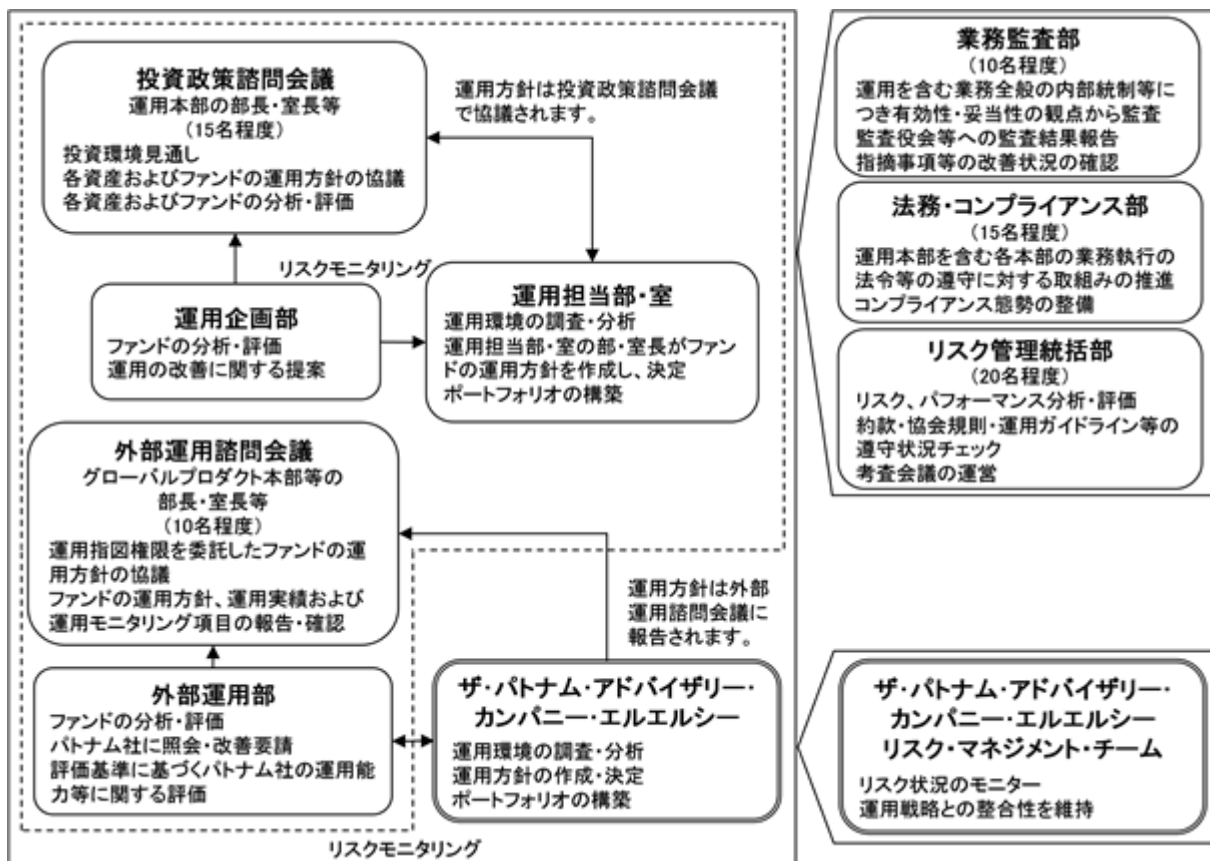 投資政策諮問会議
運用本部の部長・室長等
(15名程度)
投資環境見通し
各資産およびファンドの運用方針の協議
各資産およびファンドの分析・評価
運用方針は投資政策諮問会議
で協議されます。
リスクモニタリング
運用企画部
ファンドの分析・評価
運用の改善に関する提案
運用担当部・室
運用環境の調査・分析
運用担当部・室の部・室長がファン
ドの運用方針を作成し、決定
ポートフォリオの構築
外部運用諮問会議
グローバルプロダクト本部等の
部長・室長等
(10名程度)
運用指図権限を委託したファンドの運
用方針の協議
ファンドの運用方針、運用実績および
運用モニタリング項目の報告・確認
運用方針は外部
運用諮問会議に
報告されます。
外部運用部
ファンドの分析・評価
パトナム社に照会・改善要請
評価基準に基づくパトナム社の運用能
力等に関する評価
ザ・パトナム・アドバイザリー・
カンパニー・エルエルシー
運用環境の調査・分析
運用方針の作成・決定
ポートフォリオの構築
リスクモニタリング
業務監査部
(10名程度)
運用を含む業務全般の内部統制等に
つき有効性・妥当性の観点から監査
監査役会等への監査結果報告
指摘事項等の改善状況の確認
法務・コンプライアンス部
(15名程度)
運用本部を含む各本部の業務執行の
法令等の遵守に対する取組みの推進
コンプライアンス態勢の整備
リスク管理統括部
(20名程度)
リスク、パフォーマンス分析・評価
約款・協会規則・運用ガイドライン等の
遵守状況チェック
考査会議の運営
ザ・パトナム・アドバイザリー・
カンパニー・エルエルシー
リスク・マネジメント・チーム
リスク状況のモニター
運用戦略との整合性を維持